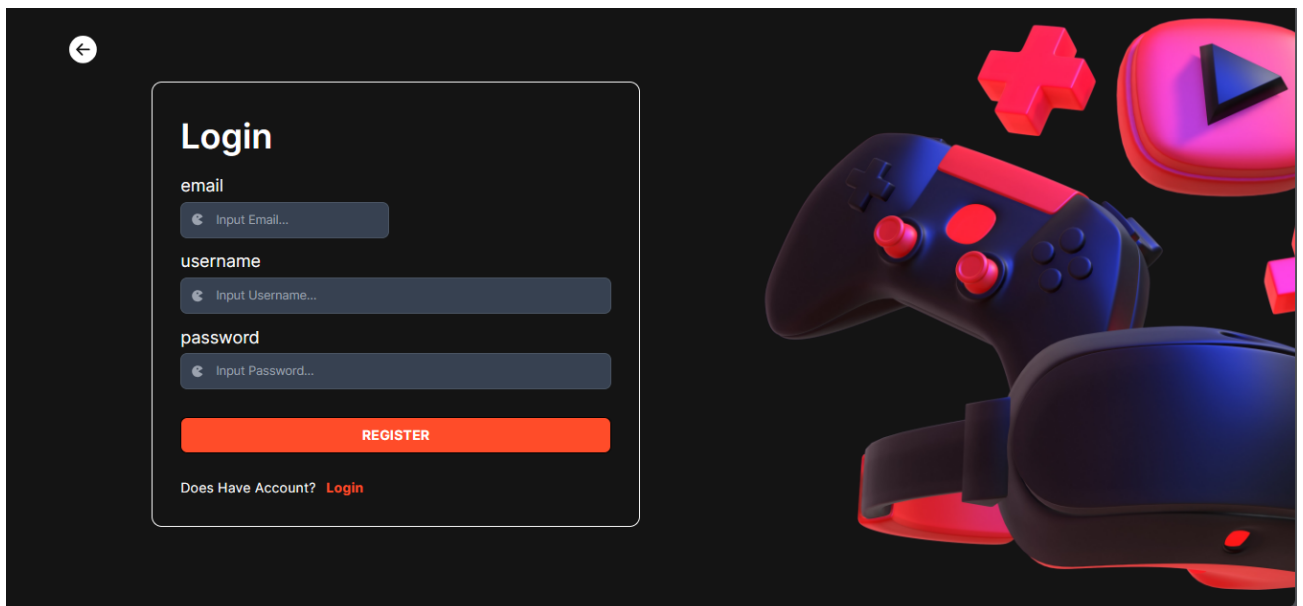 Login
email
Input Email...
username
Input Username...
password
Input Password...
REGISTER
Does Have Account? Login